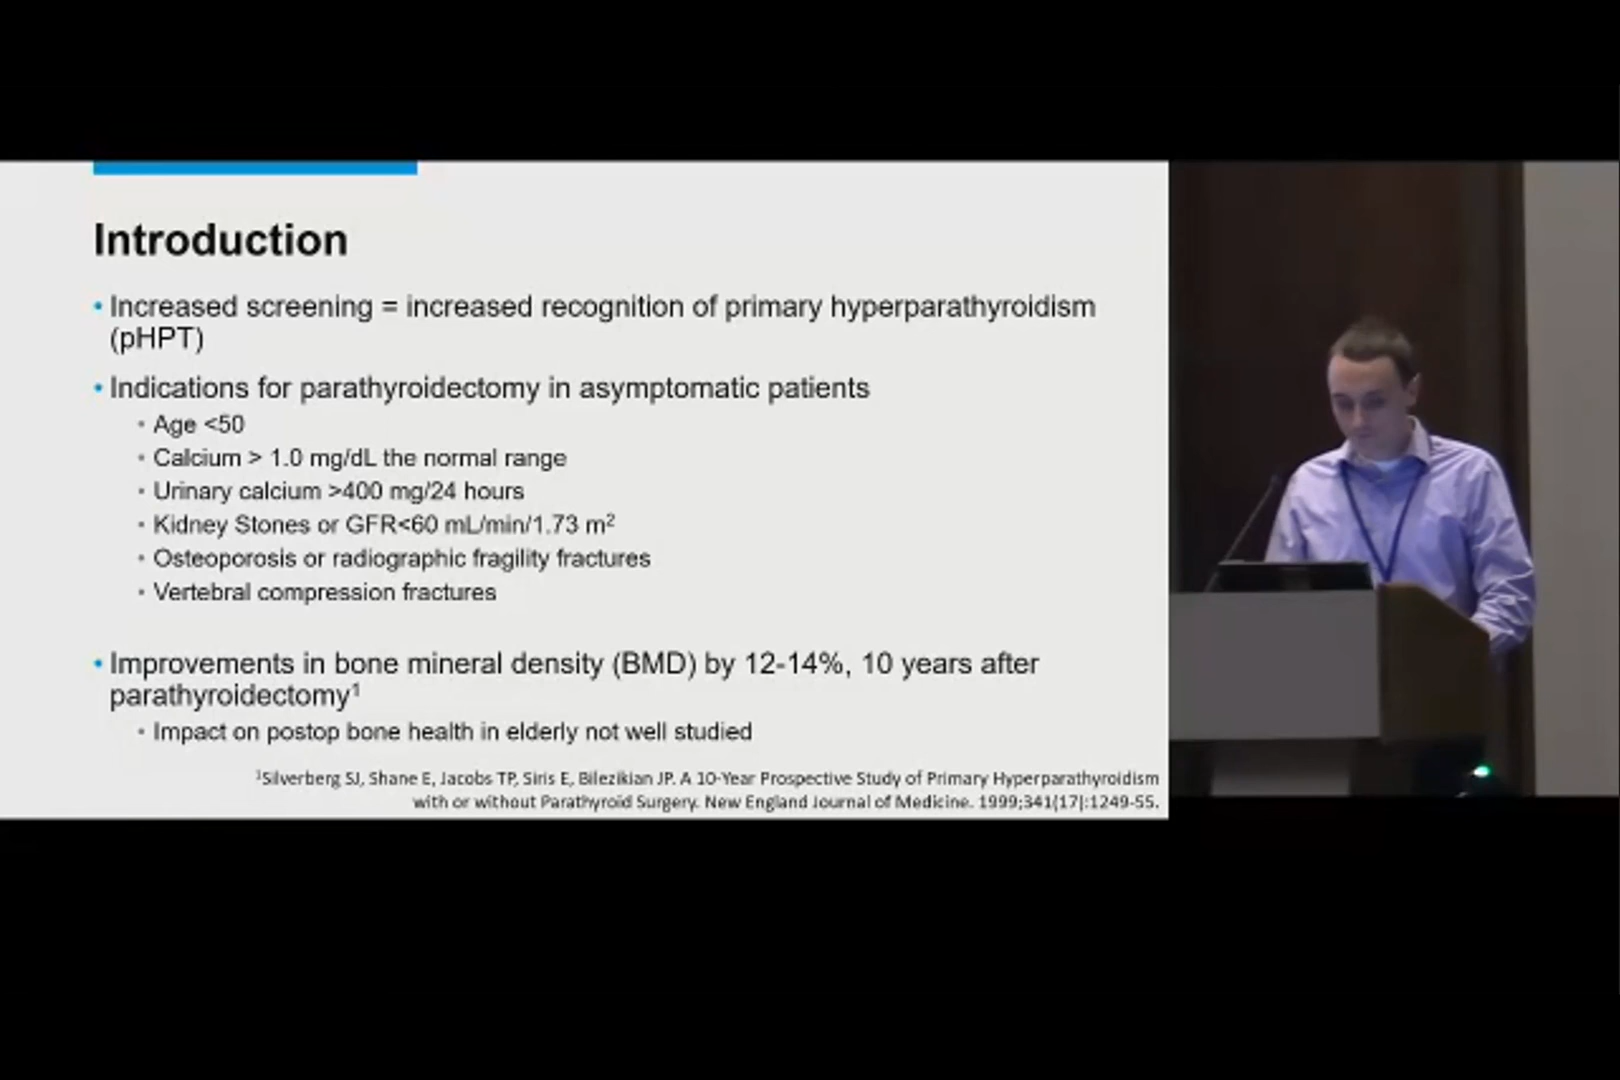 Introduction
• Increased screening = increased recognition of primary hyperparathyroidism
(pHPT)
• Indications for parathyroidectomy in asymptomatic patients
• Age <50
• Calcium > 1.0 mg/dL the normal range
• Urinary calcium >400 mg/24 hours
• Kidney Stones or GFR<60 mL/min/1.73 m²
• Osteoporosis or radiographic fragility fractures
• Vertebral compression fractures
• Improvements in bone mineral density (BMD) by 12-14%, 10 years after
parathyroidectomy¹
• Impact on postop bone health in elderly not well studied
¹Silverberg SJ, Shane E, Jacobs TP, Siris E, Bilezikian JP. A 10-Year Prospective Study of Primary Hyperparathyroidism
with or without Parathyroid Surgery. New England Journal of Medicine. 1999;341(17):1249-55.